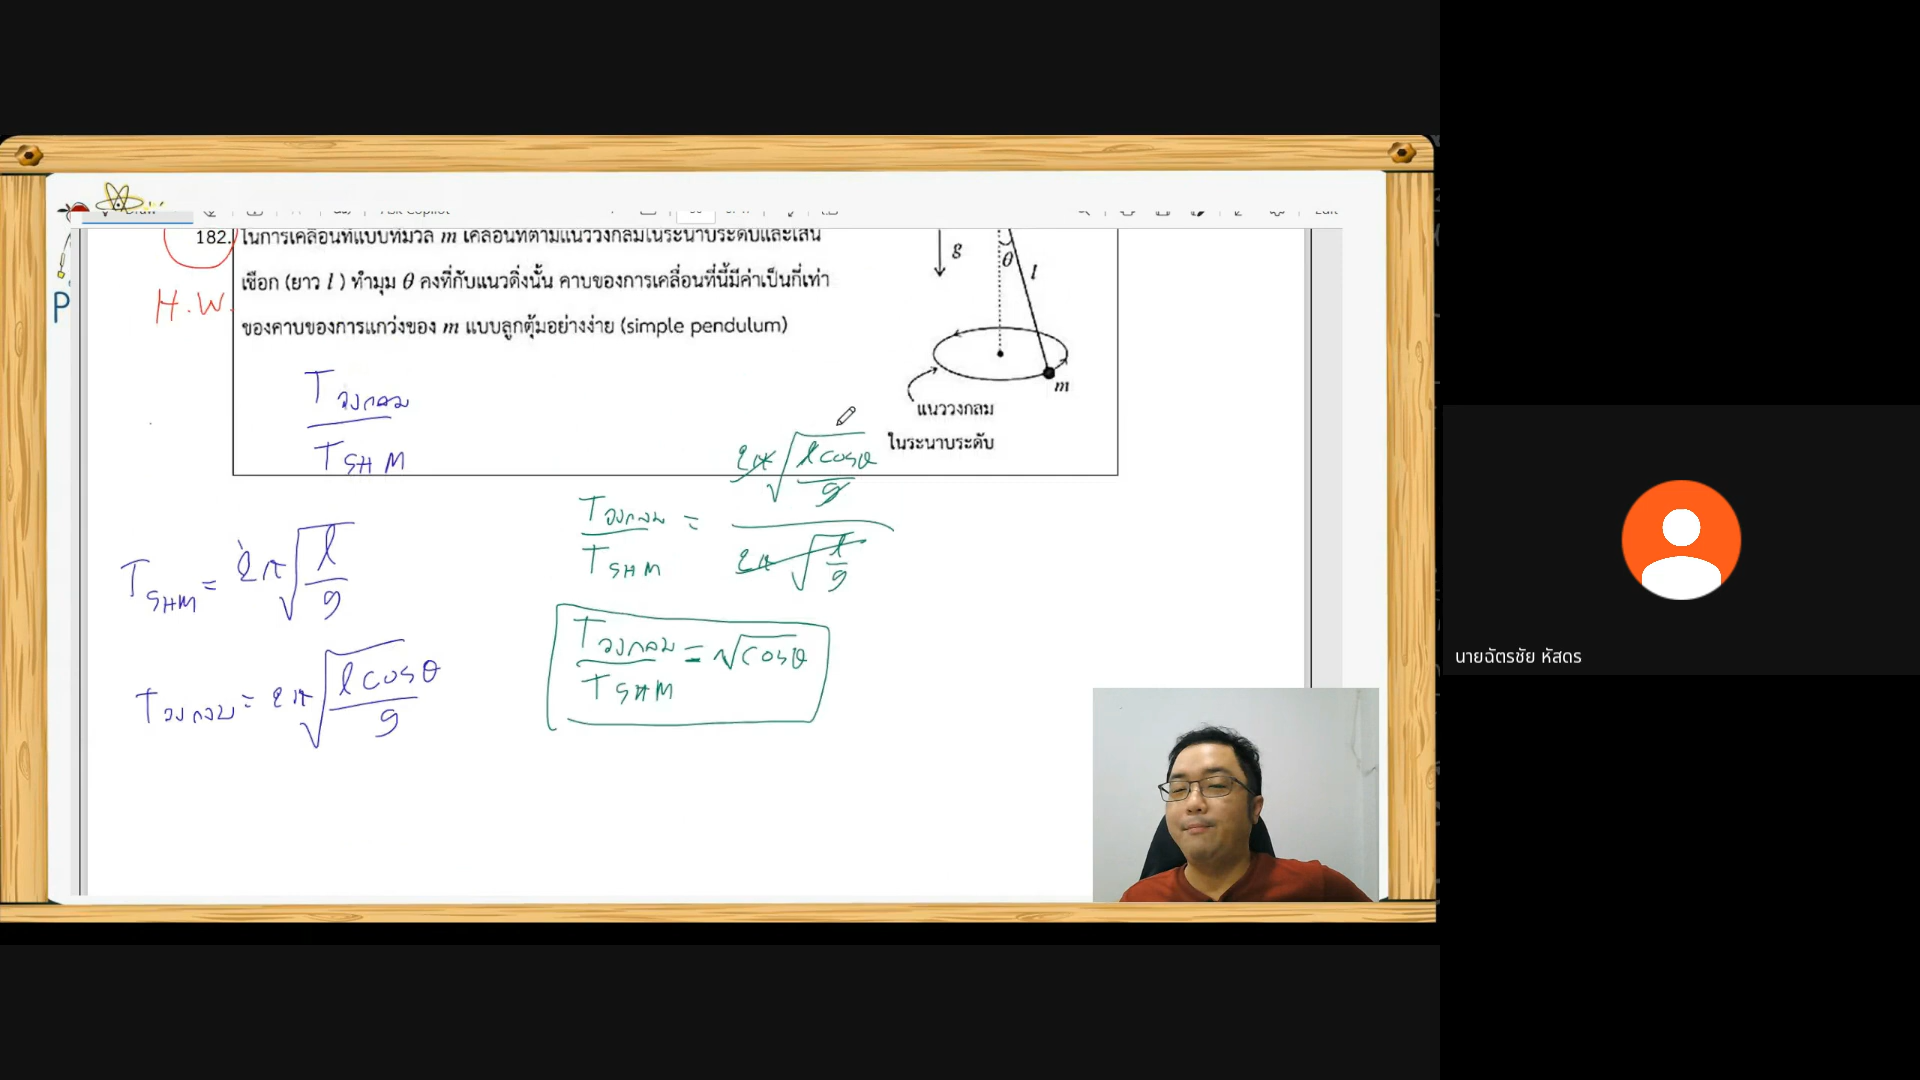 182. ในการเคลื่อนที่แบบที่มวล m เคลื่อนที่ตามแนววงกลมในระนาบระดับและเส้น
เชือก (ยาว l ) ทำมุม θ คงที่กับแนวดิ่งนั้น คาบของการเคลื่อนที่นี้มีค่าเป็นกี่เท่า
ของคาบของการแกว่งของ m แบบลูกตุ้มอย่างง่าย (simple pendulum)
H.W.
P
g
θ
l
m
แนววงกลม
ในระนาบระดับ
T วงกลม / T SHM
T SHM = 2π√(l/g)
T วงกลม = 2π√(l cosθ/g)
T วงกลม / T SHM = 2π√(l cosθ/g) / 2π√(l/g)
T วงกลม / T SHM = √cosθ
นายฉัตรชัย หัสดร